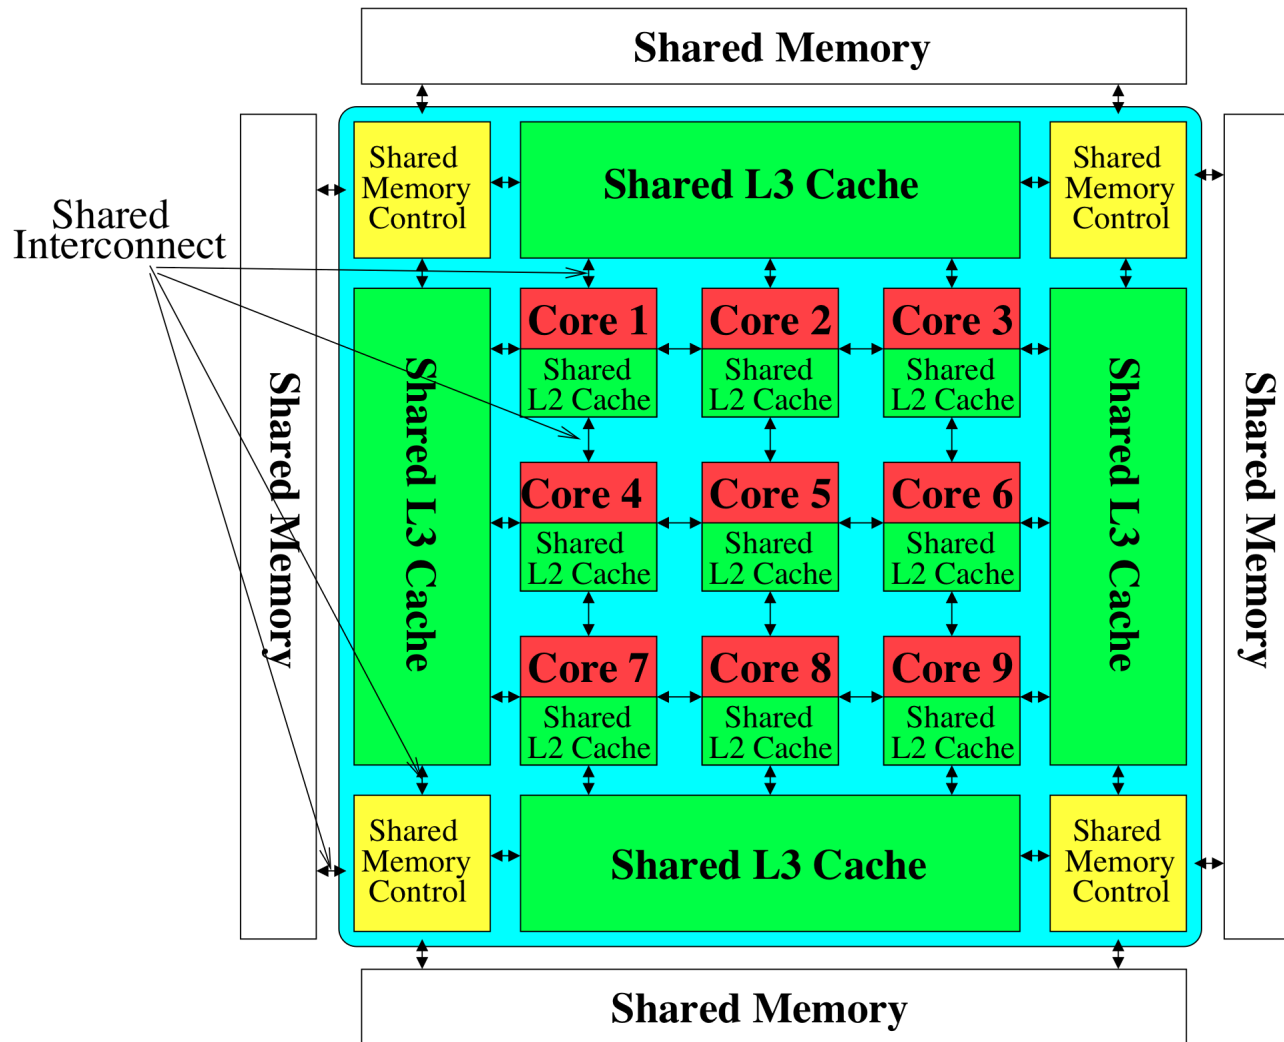 Shared Memory
Shared
Memory
Control
Shared L3 Cache
Shared
Memory
Control
Shared
Interconnect
Shared Memory
Shared L3 Cache
Core 1
Shared
L2 Cache
Core 2
Shared
L2 Cache
Core 3
Shared
L2 Cache
Core 4
Shared
L2 Cache
Core 5
Shared
L2 Cache
Core 6
Shared
L2 Cache
Core 7
Shared
L2 Cache
Core 8
Shared
L2 Cache
Core 9
Shared
L2 Cache
Shared L3 Cache
Shared Memory
Shared
Memory
Control
Shared L3 Cache
Shared
Memory
Control
Shared Memory